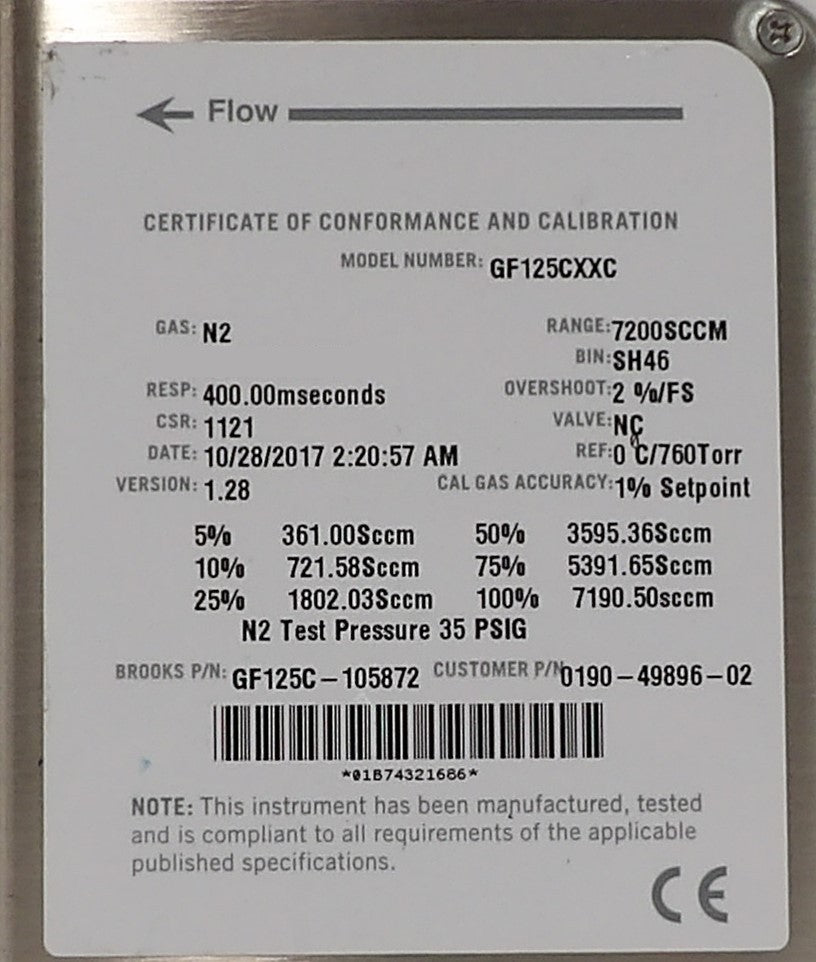 Flow
CERTIFICATE OF CONFORMANCE AND CALIBRATION
MODEL NUMBER: GF125CXXC
GAS: N2 RANGE:7200SCCM
BIN:SH46
RESP: 400.00mseconds OVERSHOOT:2 %/FS
CSR: 1121 VALVE:NC
DATE: 10/28/2017 2:20:57 AM REF:0 °C/760Torr
VERSION: 1.28 CAL GAS ACCURACY:1% Setpoint
5% 361.00Sccm 50% 3595.36Sccm
10% 721.58Sccm 75% 5391.65Sccm
25% 1802.03Sccm 100% 7190.50sccm
N2 Test Pressure 35 PSIG
BROOKS P/N: GF125C-105872 CUSTOMER P/N 0190-49896-02
*01B74321686*
NOTE: This instrument has been manufactured, tested
and is compliant to all requirements of the applicable
published specifications.
CE